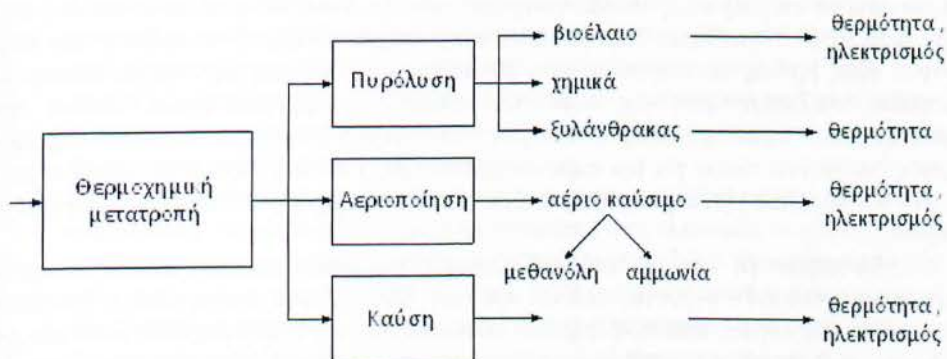 βιοέλαιο
θερμότητα,
ηλεκτρισμός
Πυρόλυση
χημικά
ξυλάνθρακας
θερμότητα
Θερμοχημική
μετατροπή
Αεριοποίηση
αέριο καύσιμο
θερμότητα,
ηλεκτρισμός
μεθανόλη
αμμωνία
Καύση
θερμότητα,
ηλεκτρισμός